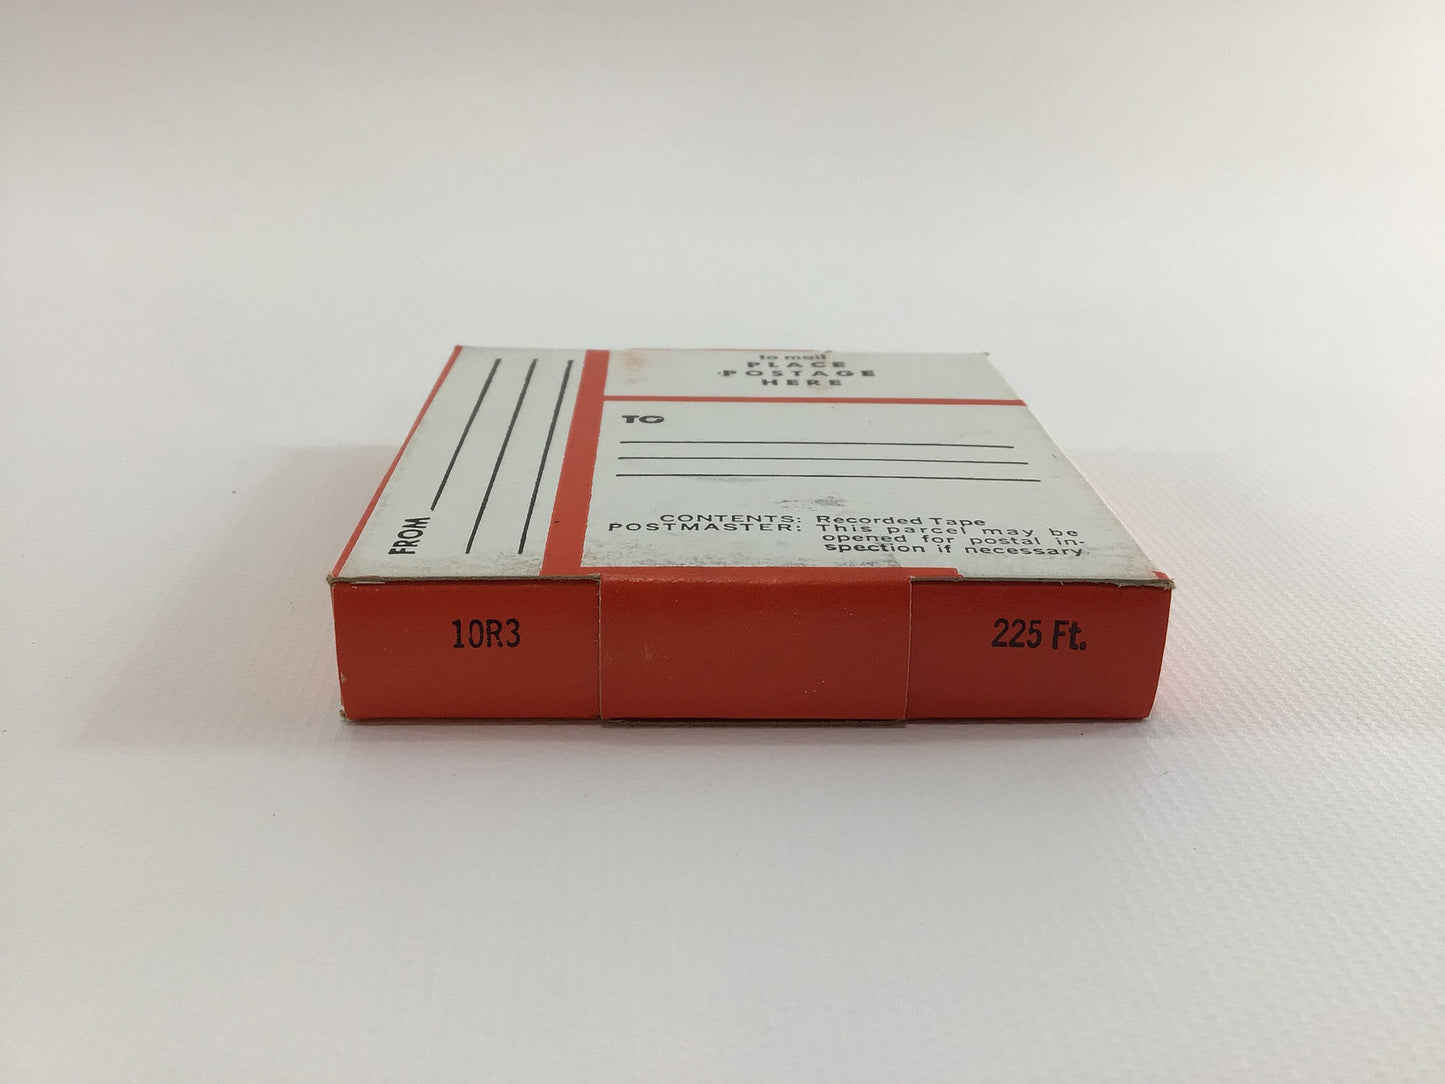 to mail
PLACE
POSTAGE
HERE
TO
FROM
CONTENTS: Recorded Tape
POSTMASTER: This parcel may be
opened for postal in-
spection if necessary
10R3
225 Ft.